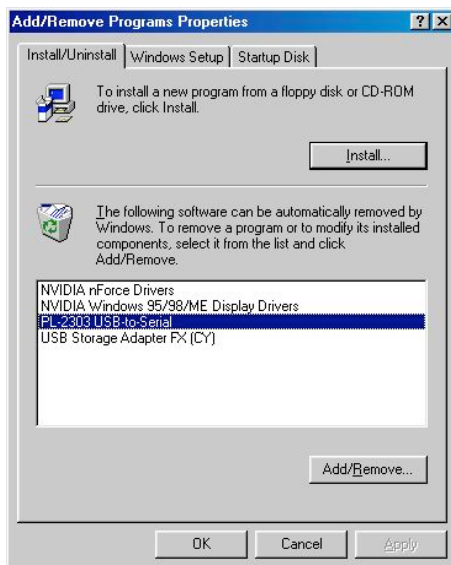 Add/Remove Programs Properties
Install/Uninstall
Windows Setup
Startup Disk
To install a new program from a floppy disk or CD-ROM
drive, click Install.
Install...
The following software can be automatically removed by
Windows. To remove a program or to modify its installed
components, select it from the list and click
Add/Remove.
NVIDIA nForce Drivers
NVIDIA Windows 95/98/ME Display Drivers
PL-2303 USB-to-Serial
USB Storage Adapter FX (CY)
Add/Remove...
OK
Cancel
Apply